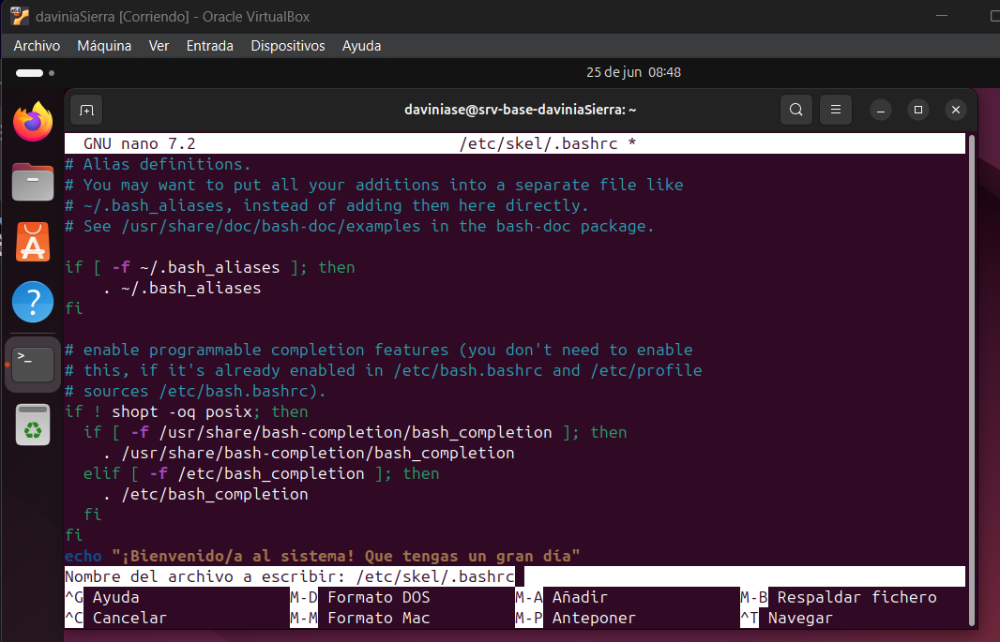 daviniaSierra [Corriendo] - Oracle VirtualBox
Archivo Máquina Ver Entrada Dispositivos Ayuda
25 de jun 08:48
daviniase@srv-base-daviniaSierra: ~
GNU nano 7.2 /etc/skel/.bashrc *
# Alias definitions.
# You may want to put all your additions into a separate file like
# ~/.bash_aliases, instead of adding them here directly.
# See /usr/share/doc/bash-doc/examples in the bash-doc package.
if [ -f ~/.bash_aliases ]; then
. ~/.bash_aliases
fi
# enable programmable completion features (you don't need to enable
# this, if it's already enabled in /etc/bash.bashrc and /etc/profile
# sources /etc/bash.bashrc).
if ! shopt -oq posix; then
if [ -f /usr/share/bash-completion/bash_completion ]; then
. /usr/share/bash-completion/bash_completion
elif [ -f /etc/bash_completion ]; then
. /etc/bash_completion
fi
fi
echo "¡Bienvenido/a al sistema! Que tengas un gran día"
Nombre del archivo a escribir: /etc/skel/.bashrc
^G Ayuda M-D Formato DOS M-A Añadir M-B Respaldar fichero
^C Cancelar M-M Formato Mac M-P Anteponer ^T Navegar